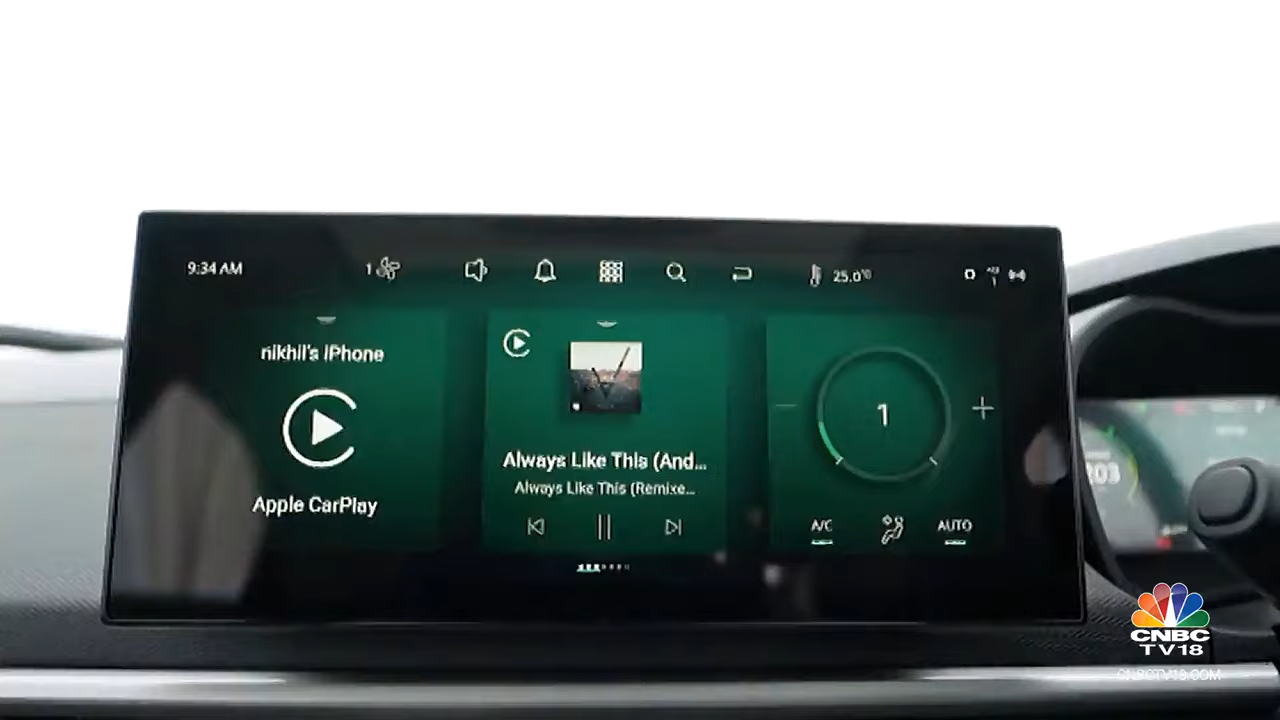 9:34 AM
1
25.0°C
nikhil's iPhone
Apple CarPlay
Always Like This (And...
Always Like This (Remixe...
1
A/C
AUTO
CNBC
TV18
CNBCTV18.COM